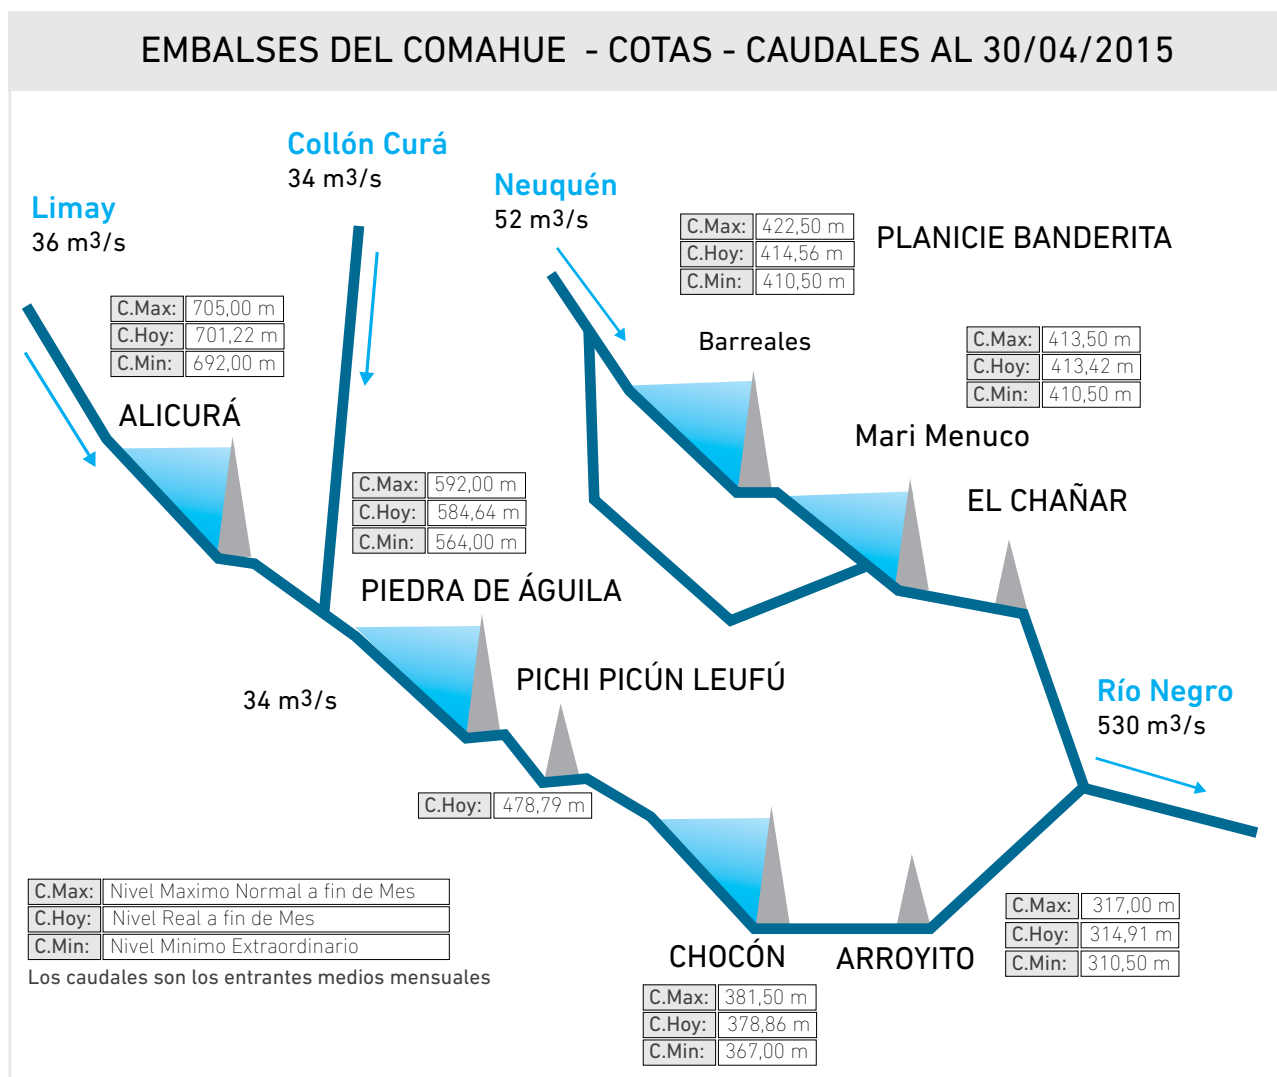 EMBALSES DEL COMAHUE - COTAS - CAUDALES AL 30/04/2015
Collón Curá
34 m3/s
Limay
36 m3/s
Neuquén
52 m3/s
C.Max: 422,50 m
C.Hoy: 414,56 m
C.Min: 410,50 m
PLANICIE BANDERITA
C.Max: 705,00 m
C.Hoy: 701,22 m
C.Min: 692,00 m
ALICURÁ
Barreales
C.Max: 413,50 m
C.Hoy: 413,42 m
C.Min: 410,50 m
Mari Menuco
EL CHAÑAR
C.Max: 592,00 m
C.Hoy: 584,64 m
C.Min: 564,00 m
PIEDRA DE ÁGUILA
34 m3/s
PICHI PICÚN LEUFÚ
C.Hoy: 478,79 m
Río Negro
530 m3/s
C.Max: Nivel Maximo Normal a fin de Mes
C.Hoy: Nivel Real a fin de Mes
C.Min: Nivel Minimo Extraordinario
Los caudales son los entrantes medios mensuales
CHOCÓN
C.Max: 381,50 m
C.Hoy: 378,86 m
C.Min: 367,00 m
ARROYITO
C.Max: 317,00 m
C.Hoy: 314,91 m
C.Min: 310,50 m